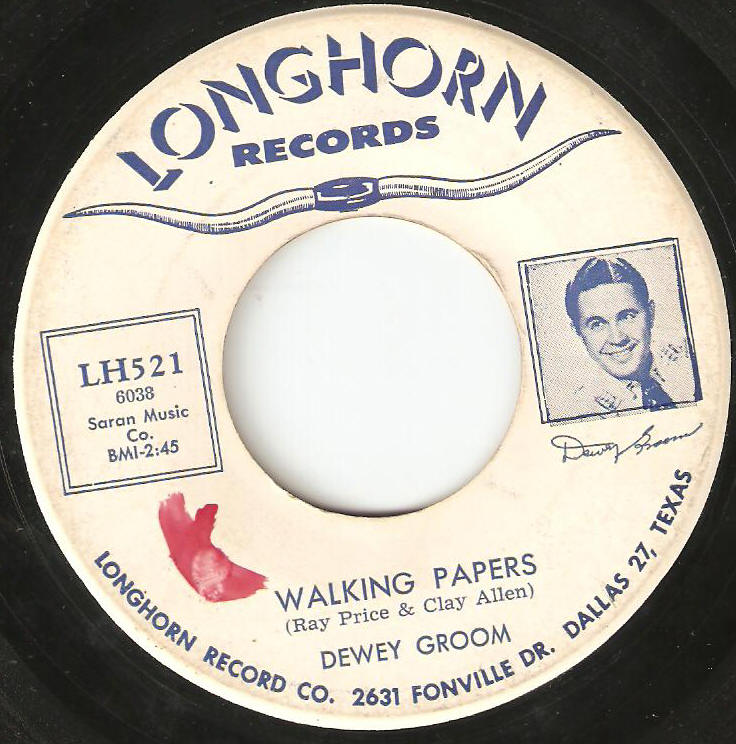 LONGHORN
RECORDS
LH521
6038
Saran Music
Co.
BMI-2:45
Dewey Groom
WALKING PAPERS
(Ray Price & Clay Allen)
DEWEY GROOM
LONGHORN RECORD CO. 2631 FONVILLE DR. DALLAS 27, TEXAS